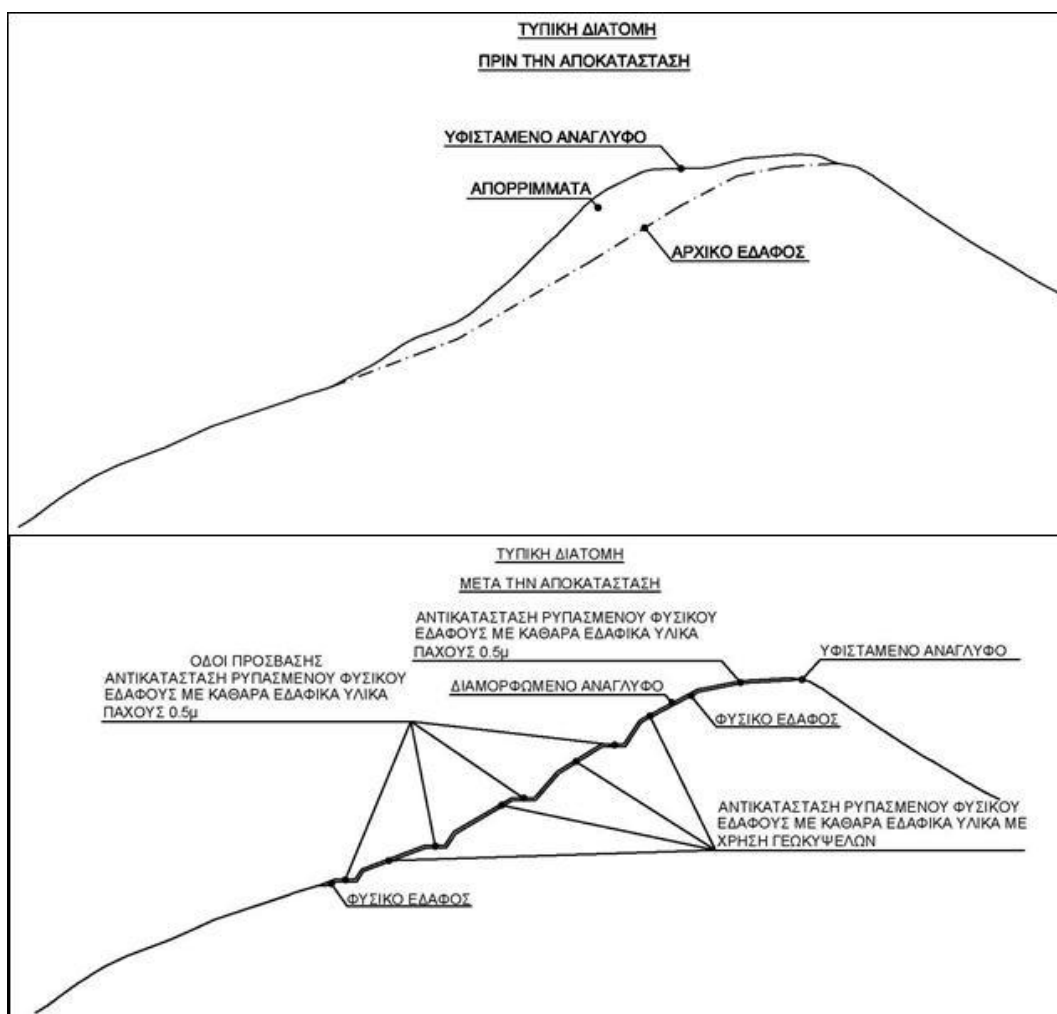 ΤΥΠΙΚΗ ΔΙΑΤΟΜΗ
ΠΡΙΝ ΤΗΝ ΑΠΟΚΑΤΑΣΤΑΣΗ
ΥΦΙΣΤΑΜΕΝΟ ΑΝΑΓΛΥΦΟ
ΑΠΟΡΡΙΜΜΑΤΑ
ΑΡΧΙΚΟ ΕΔΑΦΟΣ
ΤΥΠΙΚΗ ΔΙΑΤΟΜΗ
ΜΕΤΑ ΤΗΝ ΑΠΟΚΑΤΑΣΤΑΣΗ
ΑΝΤΙΚΑΤΑΣΤΑΣΗ ΡΥΠΑΣΜΕΝΟΥ ΦΥΣΙΚΟΥ
ΕΔΑΦΟΥΣ ΜΕ ΚΑΘΑΡΑ ΕΔΑΦΙΚΑ ΥΛΙΚΑ
ΠΑΧΟΥΣ 0.5μ
ΥΦΙΣΤΑΜΕΝΟ ΑΝΑΓΛΥΦΟ
ΟΔΟΙ ΠΡΟΣΒΑΣΗΣ
ΑΝΤΙΚΑΤΑΣΤΑΣΗ ΡΥΠΑΣΜΕΝΟΥ ΦΥΣΙΚΟΥ
ΕΔΑΦΟΥΣ ΜΕ ΚΑΘΑΡΑ ΕΔΑΦΙΚΑ ΥΛΙΚΑ
ΠΑΧΟΥΣ 0.5μ
ΔΙΑΜΟΡΦΩΜΕΝΟ ΑΝΑΓΛΥΦΟ
ΦΥΣΙΚΟ ΕΔΑΦΟΣ
ΑΝΤΙΚΑΤΑΣΤΑΣΗ ΡΥΠΑΣΜΕΝΟΥ ΦΥΣΙΚΟΥ
ΕΔΑΦΟΥΣ ΜΕ ΚΑΘΑΡΑ ΕΔΑΦΙΚΑ ΥΛΙΚΑ ΜΕ
ΧΡΗΣΗ ΓΕΩΚΥΨΕΛΩΝ
ΦΥΣΙΚΟ ΕΔΑΦΟΣ